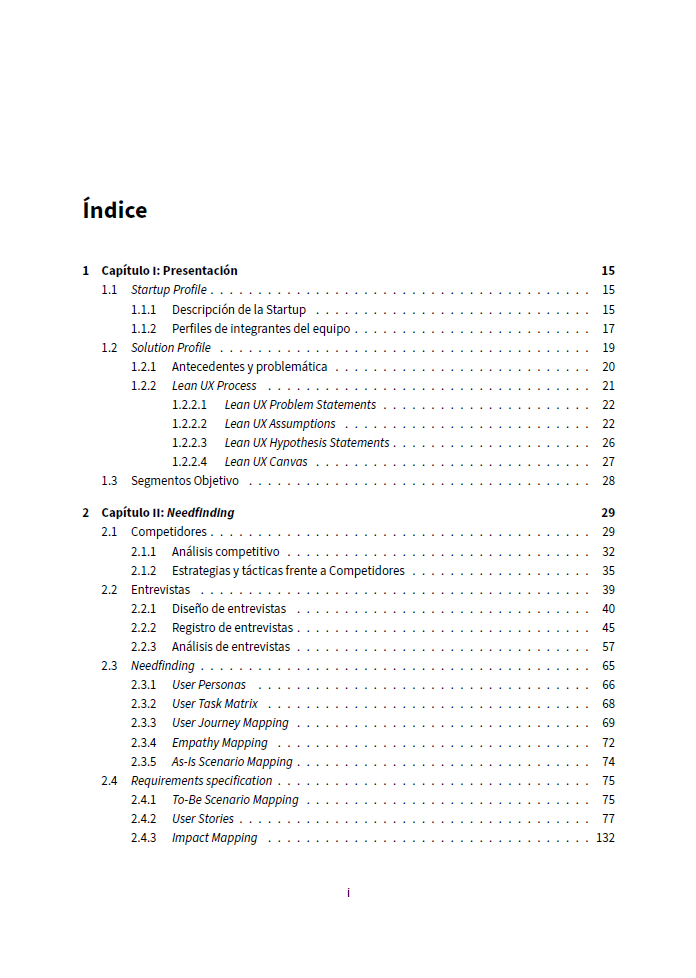 Índice
1 Capítulo I: Presentación 15
1.1 Startup Profile . . . . . . . . . . . . . . . . . . . . . . . . . . . . . . . . . . . . . . . . 15
1.1.1 Descripción de la Startup . . . . . . . . . . . . . . . . . . . . . . . . . . . . . 15
1.1.2 Perfiles de integrantes del equipo . . . . . . . . . . . . . . . . . . . . . . . . . 17
1.2 Solution Profile . . . . . . . . . . . . . . . . . . . . . . . . . . . . . . . . . . . . . . . 19
1.2.1 Antecedentes y problemática . . . . . . . . . . . . . . . . . . . . . . . . . . . 20
1.2.2 Lean UX Process . . . . . . . . . . . . . . . . . . . . . . . . . . . . . . . . . . 21
1.2.2.1 Lean UX Problem Statements . . . . . . . . . . . . . . . . . . . . . . 22
1.2.2.2 Lean UX Assumptions . . . . . . . . . . . . . . . . . . . . . . . . . . 22
1.2.2.3 Lean UX Hypothesis Statements . . . . . . . . . . . . . . . . . . . . . 26
1.2.2.4 Lean UX Canvas . . . . . . . . . . . . . . . . . . . . . . . . . . . . . 27
1.3 Segmentos Objetivo . . . . . . . . . . . . . . . . . . . . . . . . . . . . . . . . . . . . 28
2 Capítulo II: Needfinding 29
2.1 Competidores . . . . . . . . . . . . . . . . . . . . . . . . . . . . . . . . . . . . . . . . 29
2.1.1 Análisis competitivo . . . . . . . . . . . . . . . . . . . . . . . . . . . . . . . . 32
2.1.2 Estrategias y tácticas frente a Competidores . . . . . . . . . . . . . . . . . . . 35
2.2 Entrevistas . . . . . . . . . . . . . . . . . . . . . . . . . . . . . . . . . . . . . . . . . 39
2.2.1 Diseño de entrevistas . . . . . . . . . . . . . . . . . . . . . . . . . . . . . . . 40
2.2.2 Registro de entrevistas . . . . . . . . . . . . . . . . . . . . . . . . . . . . . . . 45
2.2.3 Análisis de entrevistas . . . . . . . . . . . . . . . . . . . . . . . . . . . . . . . 57
2.3 Needfinding . . . . . . . . . . . . . . . . . . . . . . . . . . . . . . . . . . . . . . . . . 65
2.3.1 User Personas . . . . . . . . . . . . . . . . . . . . . . . . . . . . . . . . . . . 66
2.3.2 User Task Matrix . . . . . . . . . . . . . . . . . . . . . . . . . . . . . . . . . . 68
2.3.3 User Journey Mapping . . . . . . . . . . . . . . . . . . . . . . . . . . . . . . . 69
2.3.4 Empathy Mapping . . . . . . . . . . . . . . . . . . . . . . . . . . . . . . . . . 72
2.3.5 As-Is Scenario Mapping . . . . . . . . . . . . . . . . . . . . . . . . . . . . . . . 74
2.4 Requirements specification . . . . . . . . . . . . . . . . . . . . . . . . . . . . . . . . . 75
2.4.1 To-Be Scenario Mapping . . . . . . . . . . . . . . . . . . . . . . . . . . . . . . 75
2.4.2 User Stories . . . . . . . . . . . . . . . . . . . . . . . . . . . . . . . . . . . . . 77
2.4.3 Impact Mapping . . . . . . . . . . . . . . . . . . . . . . . . . . . . . . . . . . 132
i